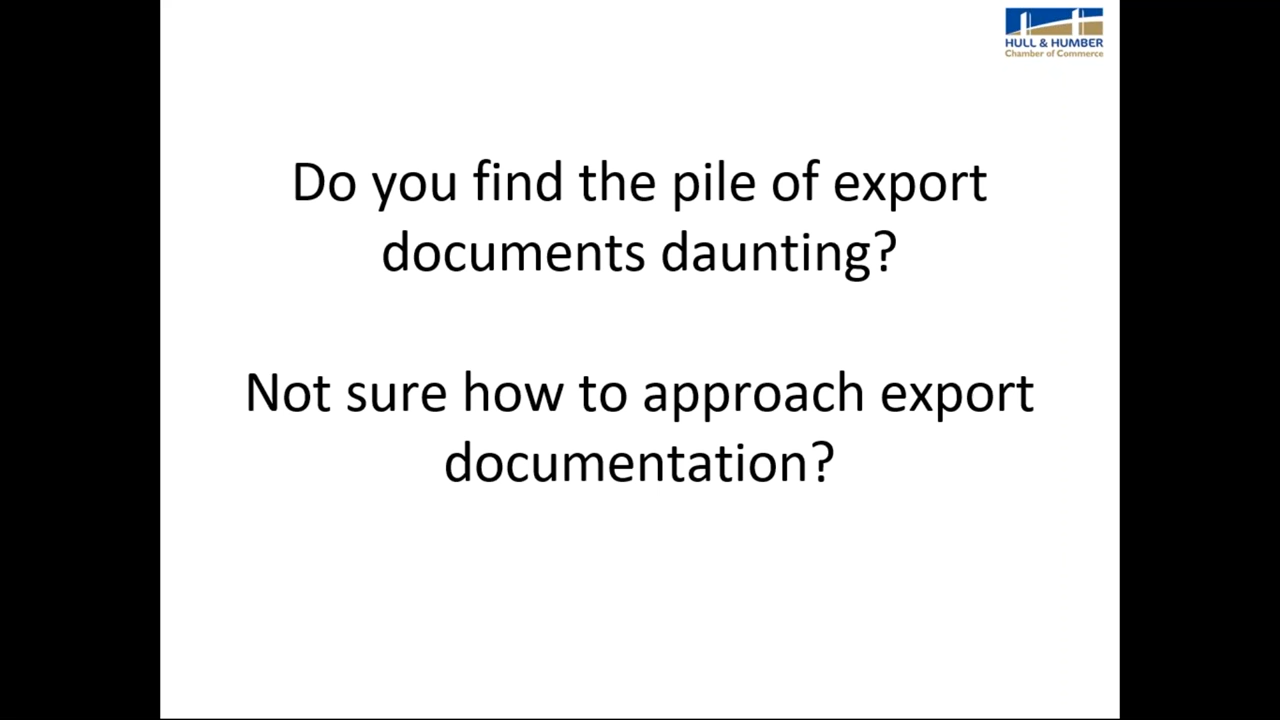 HULL & HUMBER
Chamber of Commerce
Do you find the pile of export
documents daunting?
Not sure how to approach export
documentation?